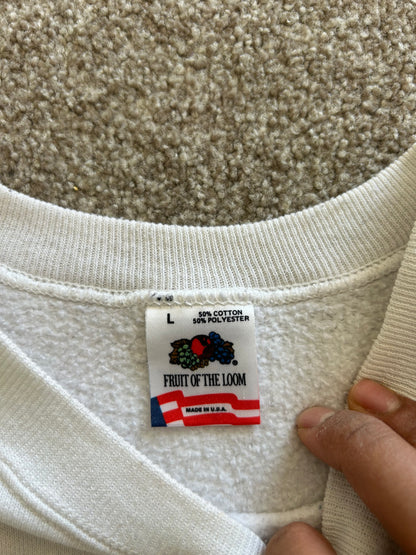 L
50% COTTON
50% POLYESTER
FRUIT OF THE LOOM
®
MADE IN U.S.A.